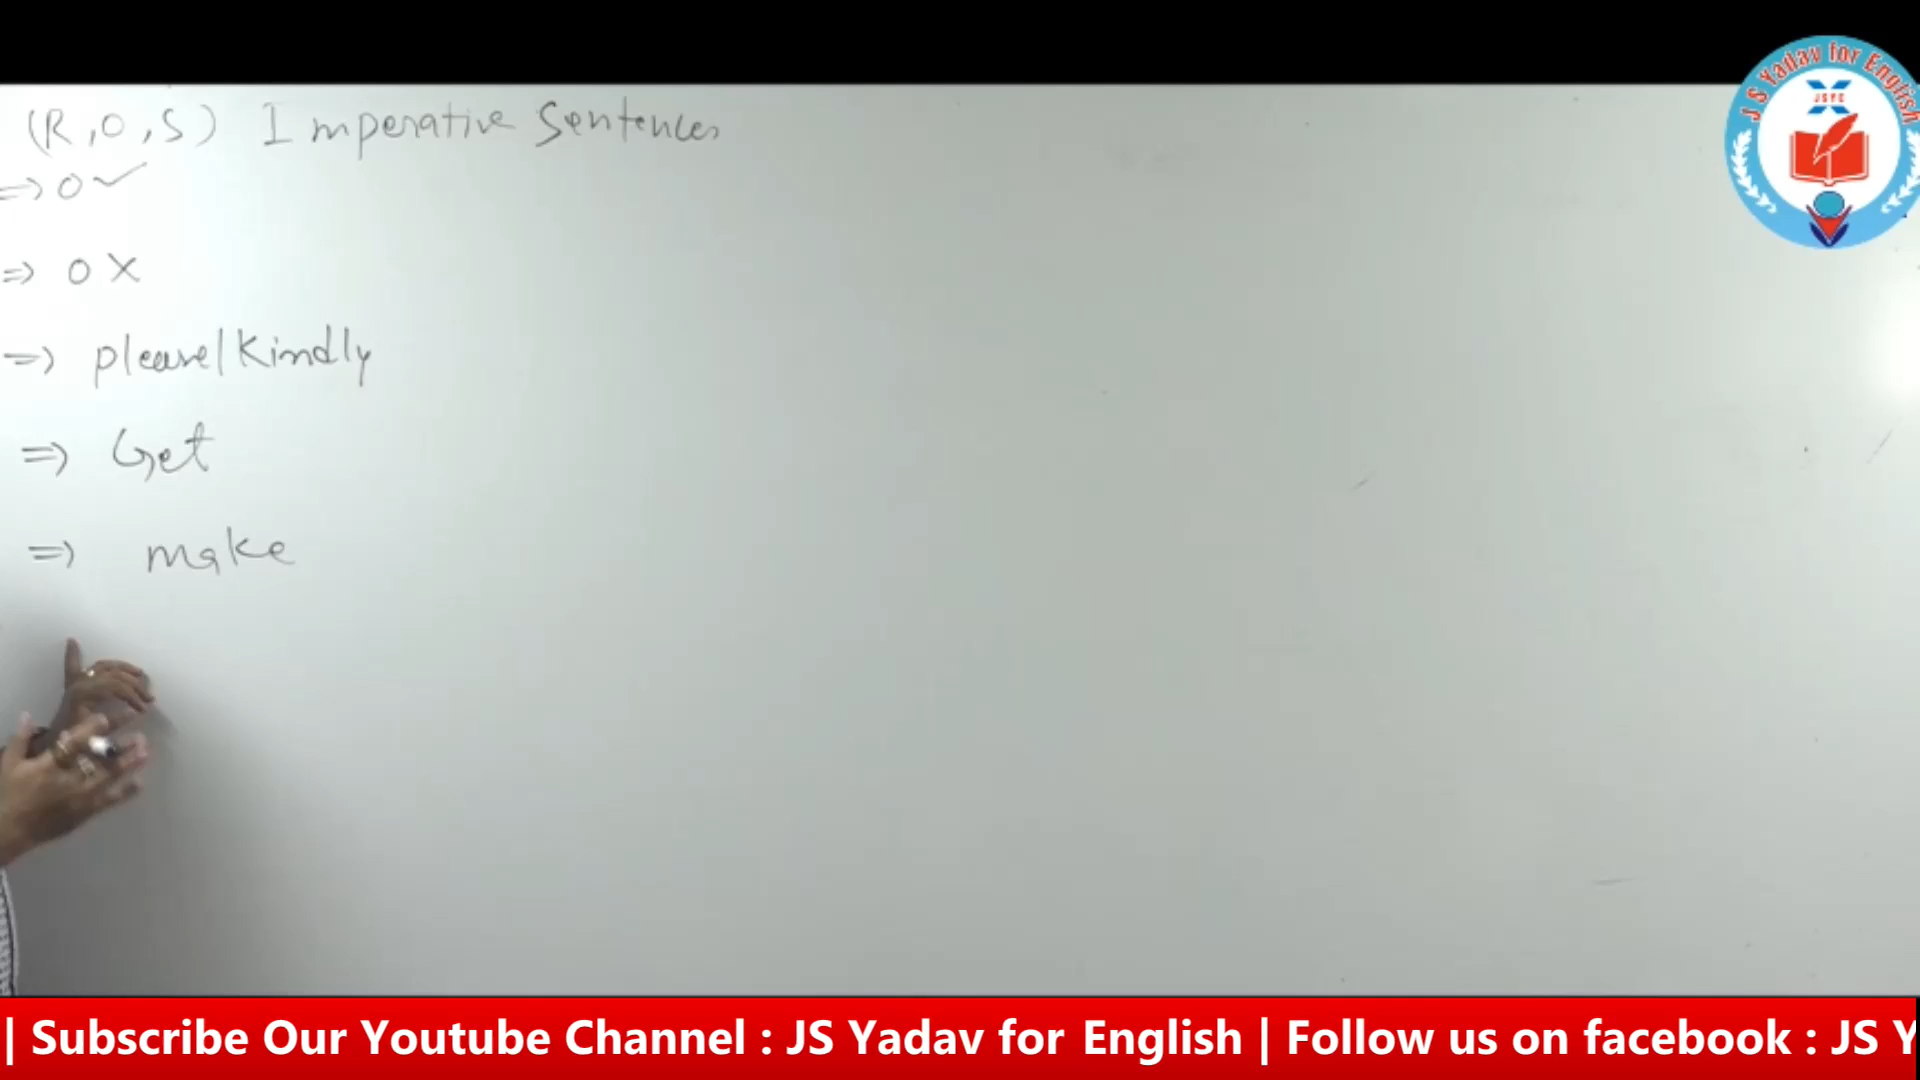 (R, O, S) Imperative Sentences
=> O ✓
=> O X
=> please/Kindly
=> Get
=> make
J S Yadav for English
JSYE
| Subscribe Our Youtube Channel : JS Yadav for English | Follow us on facebook : JS Y